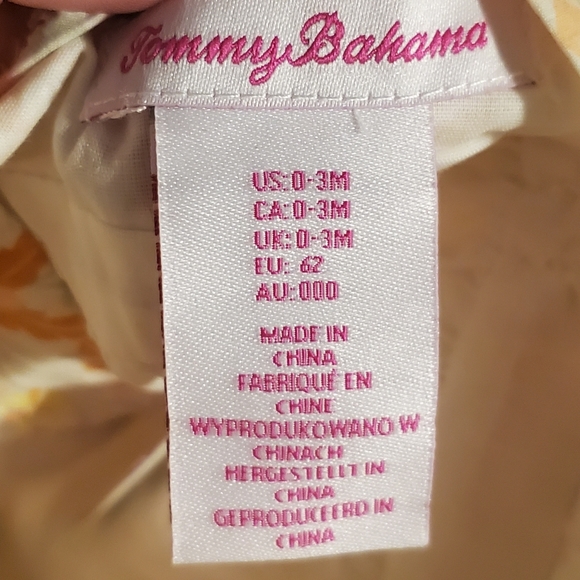 Tommy Bahama
US: 0-3M
CA: 0-3M
UK: 0-3M
EU: 62
AU: 000
MADE IN
CHINA
FABRIQUÉ EN
CHINE
WYPRODUKOWANO W
CHINACH
HERGESTELLT IN
CHINA
GEPRODUCEERD IN
CHINA